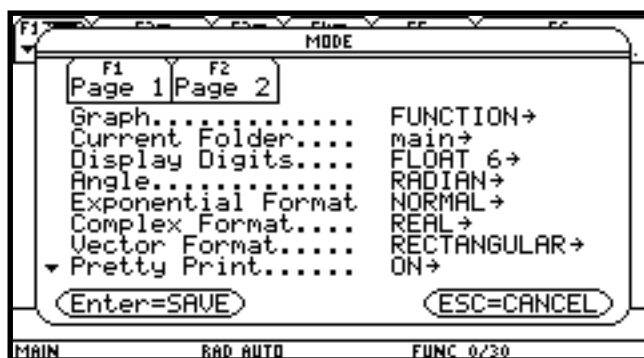 MODE
F1 F2
Page 1 Page 2
Graph............. FUNCTION→
Current Folder.... main→
Display Digits.... FLOAT 6→
Angle............. RADIAN→
Exponential Format NORMAL→
Complex Format.... REAL→
Vector Format..... RECTANGULAR→
Pretty Print...... ON→
Enter=SAVE ESC=CANCEL
MAIN RAD AUTO FUNC 0/30